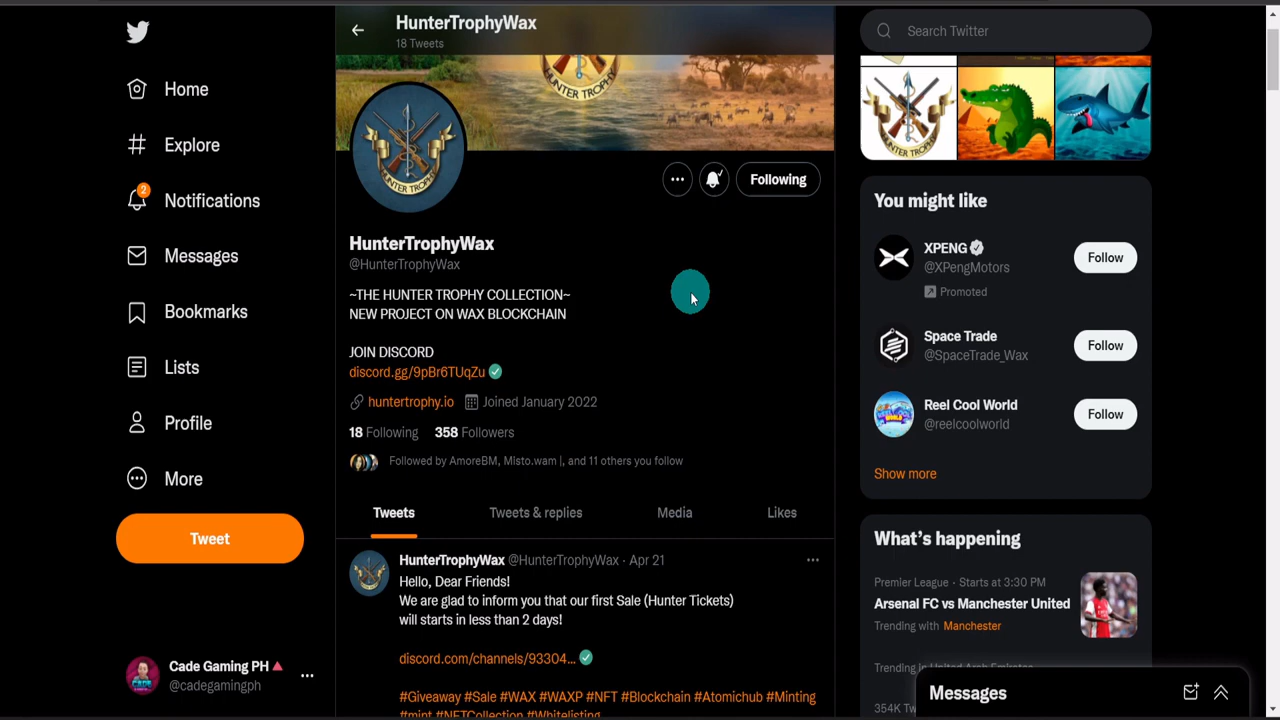 HunterTrophyWax
18 Tweets
Search Twitter
HUNTER TROPHY
HUNTER TROPHY
HUNTER TROPHY
Home
Explore
2
Notifications
Messages
Bookmarks
Lists
Profile
More
Tweet
Cade Gaming PH
@cadegamingph
Following
HunterTrophyWax
@HunterTrophyWax
~THE HUNTER TROPHY COLLECTION~
NEW PROJECT ON WAX BLOCKCHAIN
JOIN DISCORD
discord.gg/9pBr6TUqZu
huntertrophy.io Joined January 2022
18 Following 358 Followers
Followed by AmoreBM, Misto.wam |, and 11 others you follow
Tweets Tweets & replies Media Likes
HunterTrophyWax @HunterTrophyWax · Apr 21
Hello, Dear Friends!
We are glad to inform you that our first Sale (Hunter Tickets)
will starts in less than 2 days!
discord.com/channels/93304...
#Giveaway #Sale #WAX #WAXP #NFT #Blockchain #Atomichub #Minting
#mint #NFTCollection #Whitelisting
You might like
XPENG
@XPengMotors
Follow
Promoted
Space Trade
@SpaceTrade_Wax
Follow
Reel Cool World
@reelcoolworld
Follow
Show more
What's happening
Premier League · Starts at 3:30 PM
Arsenal FC vs Manchester United
Trending with Manchester
Trending in United Arab Emirates
354K Tw
Messages